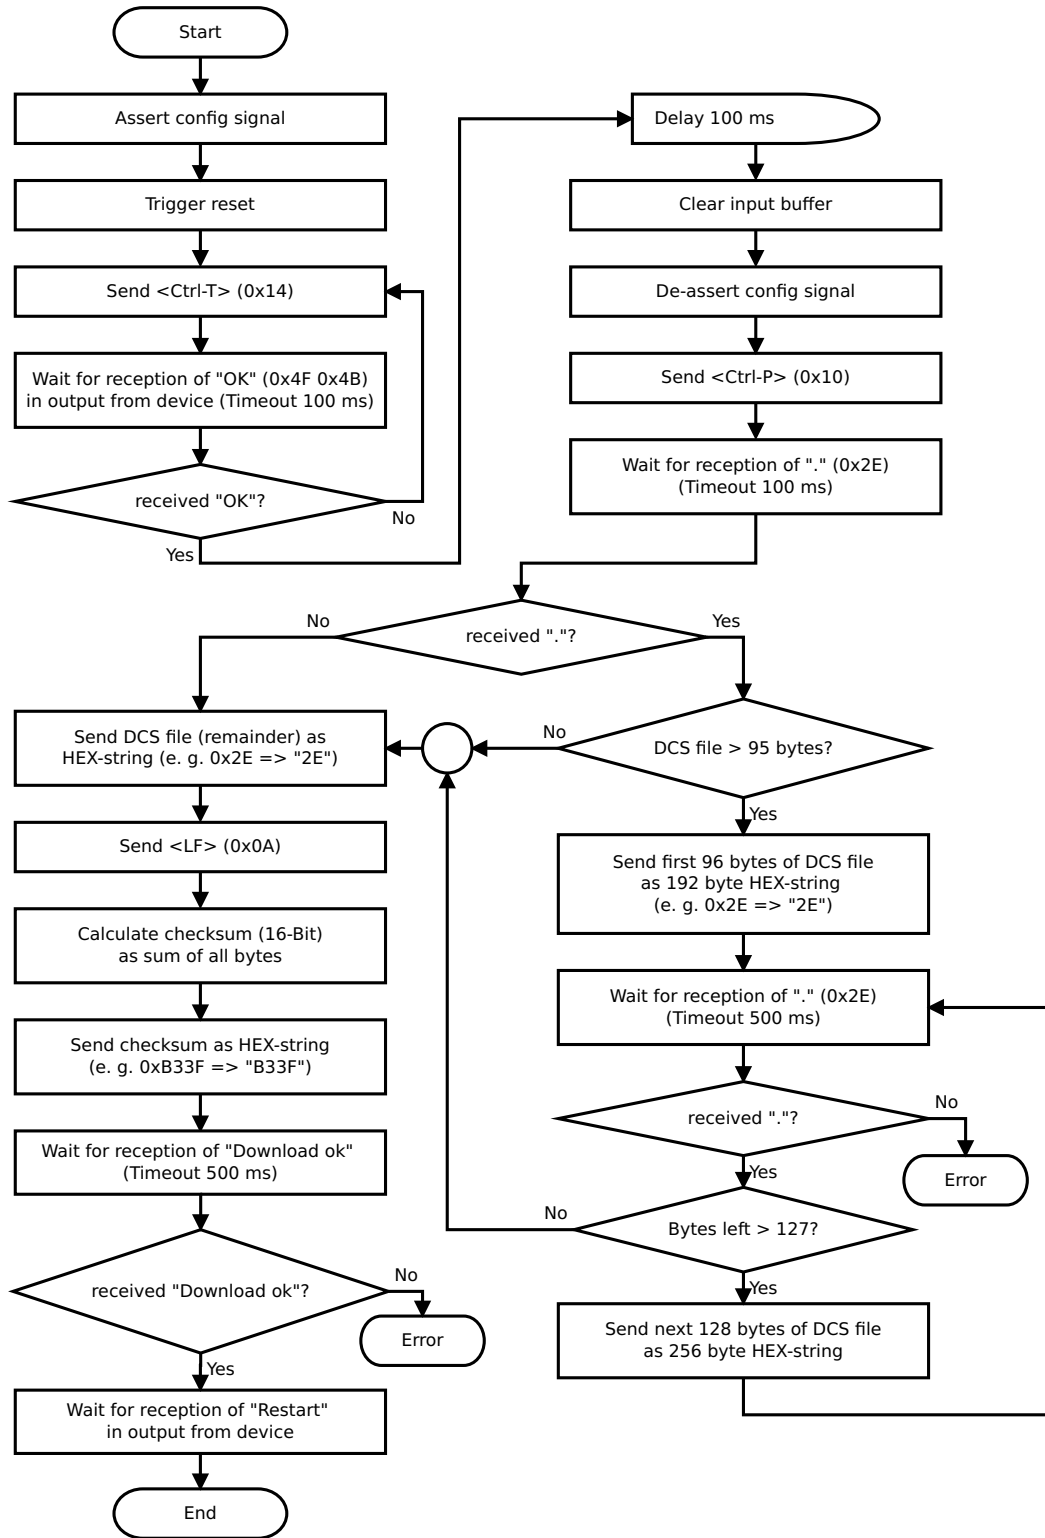 Start
Assert config signal
Trigger reset
Send <Ctrl-T> (0x14)
Wait for reception of "OK" (0x4F 0x4B)
in output from device (Timeout 100 ms)
received "OK"?
No
Yes
Delay 100 ms
Clear input buffer
De-assert config signal
Send <Ctrl-P> (0x10)
Wait for reception of "." (0x2E)
(Timeout 100 ms)
received "."?
No
Yes
Send DCS file (remainder) as
HEX-string (e. g. 0x2E => "2E")
Send <LF> (0x0A)
Calculate checksum (16-Bit)
as sum of all bytes
Send checksum as HEX-string
(e. g. 0xB33F => "B33F")
Wait for reception of "Download ok"
(Timeout 500 ms)
received "Download ok"?
No
Error
Yes
Wait for reception of "Restart"
in output from device
End
DCS file > 95 bytes?
No
Yes
Send first 96 bytes of DCS file
as 192 byte HEX-string
(e. g. 0x2E => "2E")
Wait for reception of "." (0x2E)
(Timeout 500 ms)
received "."?
No
Error
Yes
Bytes left > 127?
No
Yes
Send next 128 bytes of DCS file
as 256 byte HEX-string